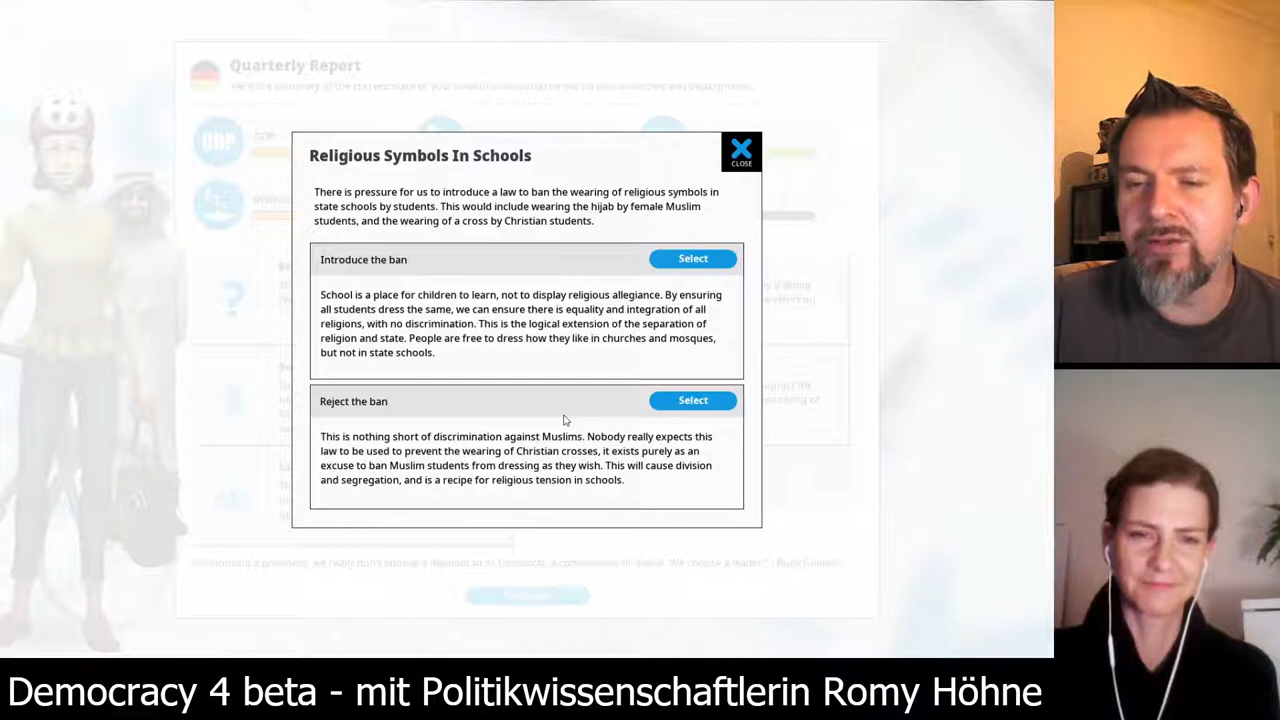 Quarterly Report
GDP
Religious Symbols In Schools
CLOSE
There is pressure for us to introduce a law to ban the wearing of religious symbols in
state schools by students. This would include wearing the hijab by female Muslim
students, and the wearing of a cross by Christian students.
Introduce the ban
Select
School is a place for children to learn, not to display religious allegiance. By ensuring
all students dress the same, we can ensure there is equality and integration of all
religions, with no discrimination. This is the logical extension of the separation of
religion and state. People are free to dress how they like in churches and mosques,
but not in state schools.
Reject the ban
Select
This is nothing short of discrimination against Muslims. Nobody really expects this
law to be used to prevent the wearing of Christian crosses, it exists purely as an
excuse to ban Muslim students from dressing as they wish. This will cause division
and segregation, and is a recipe for religious tension in schools.
Democracy 4 beta - mit Politikwissenschaftlerin Romy Höhne